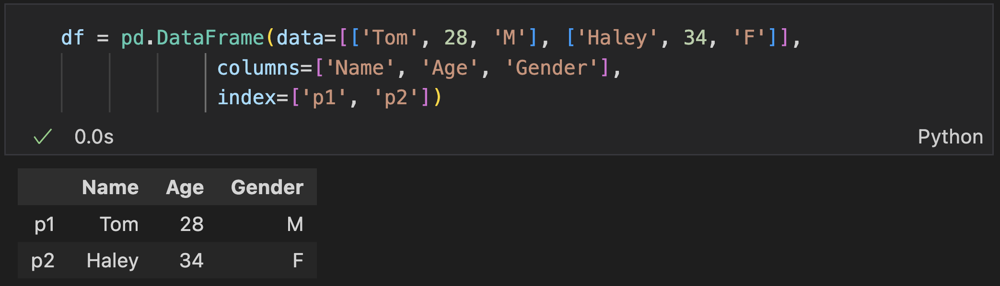 df = pd.DataFrame(data=[['Tom', 28, 'M'], ['Haley', 34, 'F']],
columns=['Name', 'Age', 'Gender'],
index=['p1', 'p2'])
0.0s Python
Name Age Gender
p1 Tom 28 M
p2 Haley 34 F